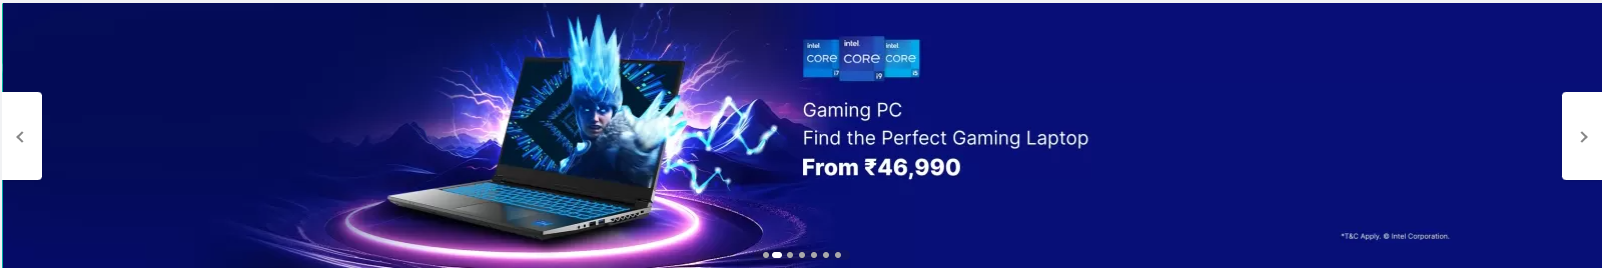 intel.
CORE
i7
intel.
CORE
i9
intel.
CORE
i5
Gaming PC
Find the Perfect Gaming Laptop
From ₹46,990
*T&C Apply. © Intel Corporation.